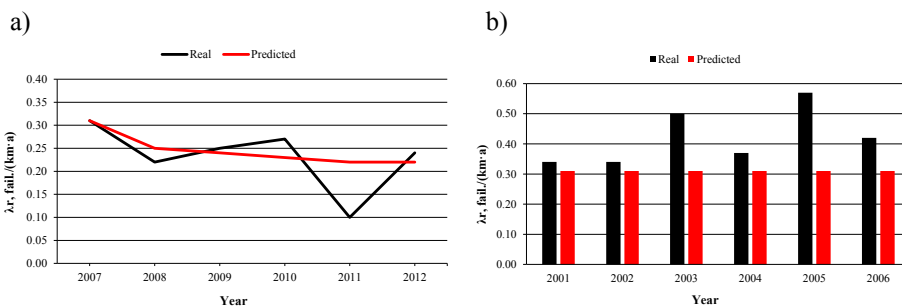 a)
Real Predicted
0.40
0.35
0.30
0.25
0.20
0.15
0.10
0.05
0.00
λr, fail./(km·a)
2007 2008 2009 2010 2011 2012
Year
b)
Real Predicted
0.60
0.50
0.40
0.30
0.20
0.10
0.00
λr, fail./(km·a)
2001 2002 2003 2004 2005 2006
Year